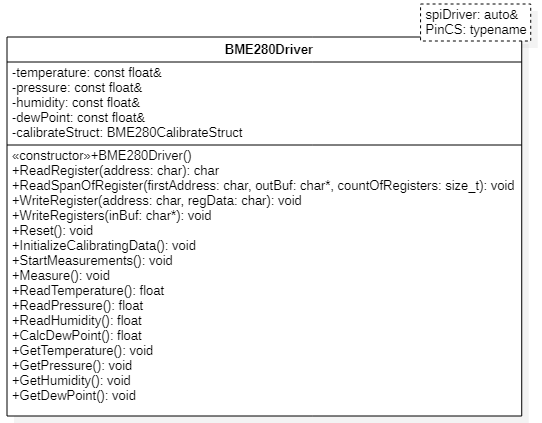 spiDriver: auto&
PinCS: typename
BME280Driver
-temperature: const float&
-pressure: const float&
-humidity: const float&
-dewPoint: const float&
-calibrateStruct: BME280CalibrateStruct
«constructor»+BME280Driver()
+ReadRegister(address: char): char
+ReadSpanOfRegister(firstAddress: char, outBuf: char*, countOfRegisters: size_t): void
+WriteRegister(address: char, regData: char): void
+WriteRegisters(inBuf: char*): void
+Reset(): void
+InitializeCalibratingData(): void
+StartMeasurements(): void
+Measure(): void
+ReadTemperature(): float
+ReadPressure(): float
+ReadHumidity(): float
+CalcDewPoint(): float
+GetTemperature(): void
+GetPressure(): void
+GetHumidity(): void
+GetDewPoint(): void